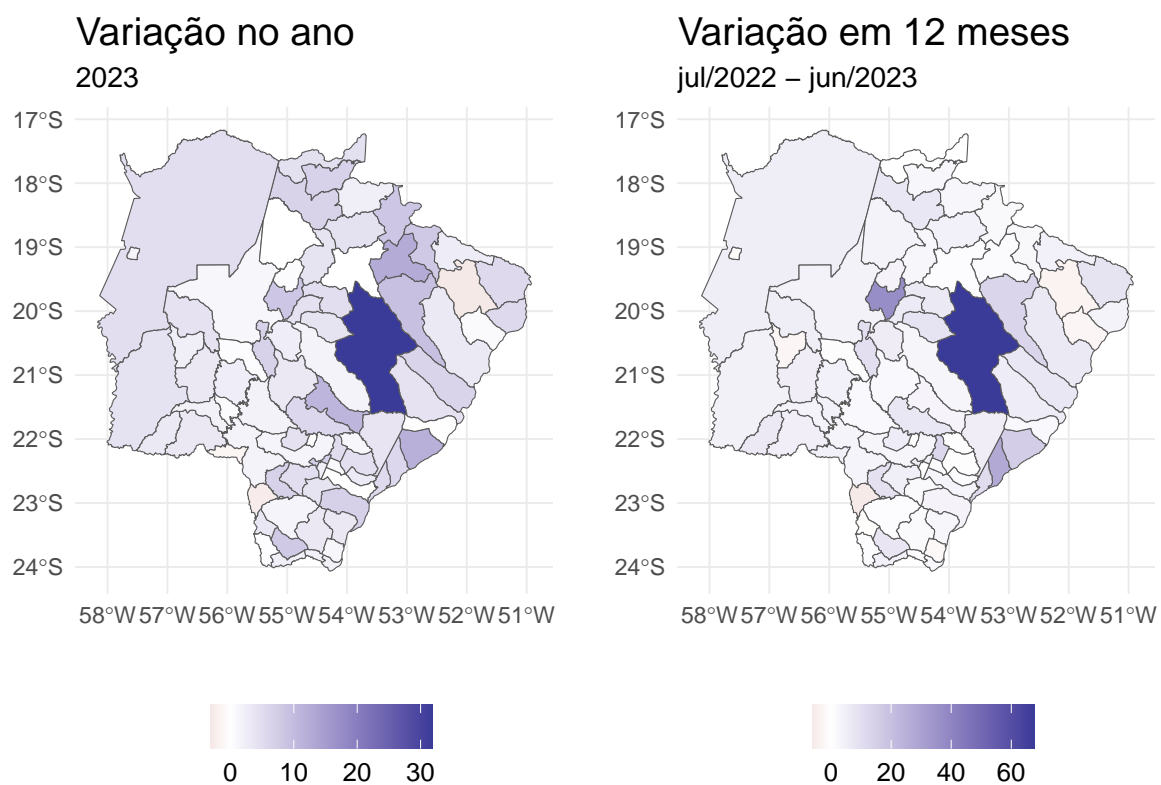 Variação no ano
2023
17°S
18°S
19°S
20°S
21°S
22°S
23°S
24°S
58°W 57°W 56°W 55°W 54°W 53°W 52°W 51°W
0 10 20 30
Variação em 12 meses
jul/2022 – jun/2023
17°S
18°S
19°S
20°S
21°S
22°S
23°S
24°S
58°W 57°W 56°W 55°W 54°W 53°W 52°W 51°W
0 20 40 60